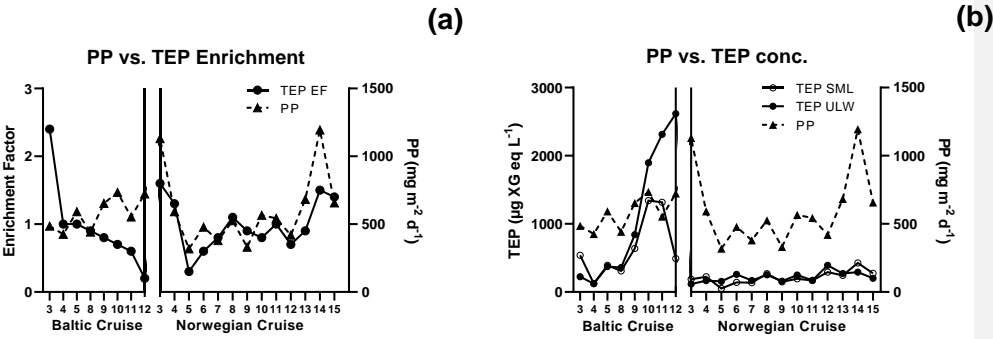 (a)
PP vs. TEP Enrichment
TEP EF
PP
3
2
1
0
Enrichment Factor
1500
1000
500
0
PP (mg m⁻² d⁻¹)
3 4 5 8 9 10 11 12 3 4 5 6 7 8 9 10 11 12 13 14 15
Baltic Cruise Norwegian Cruise
(b)
PP vs. TEP conc.
TEP SML
TEP ULW
PP
3000
2000
1000
0
TEP (µg XG eq L⁻¹)
1500
1000
500
0
PP (mg m⁻² d⁻¹)
3 4 5 8 9 10 11 12 3 4 5 6 7 8 9 10 11 12 13 14 15
Baltic Cruise Norwegian Cruise